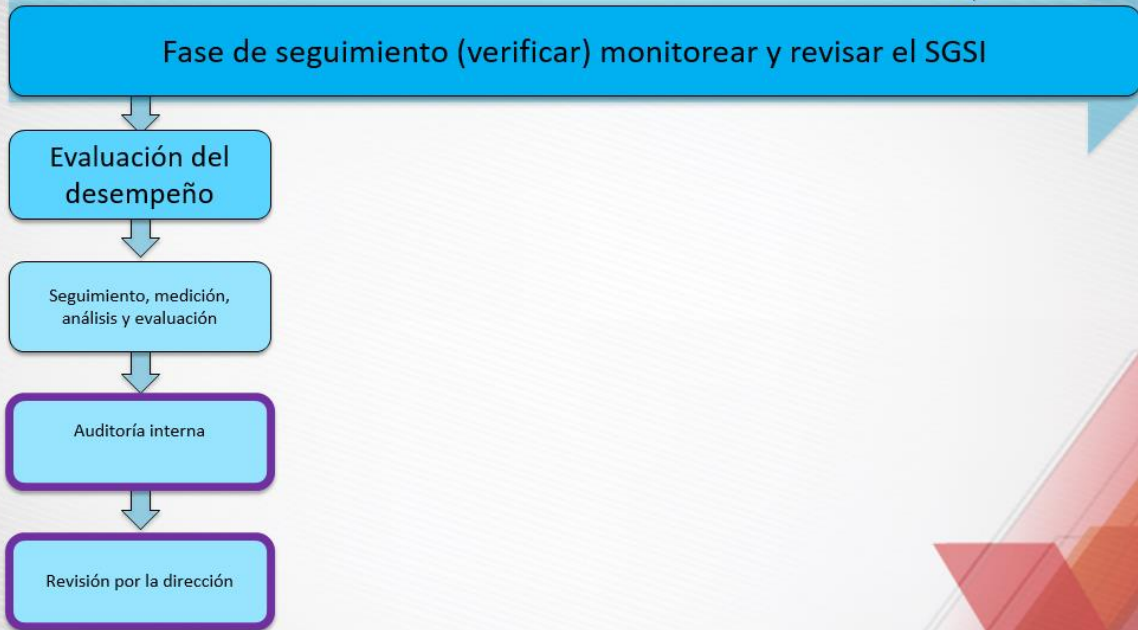 Fase de seguimiento (verificar) monitorear y revisar el SGSI
Evaluación del
desempeño
Seguimiento, medición,
análisis y evaluación
Auditoría interna
Revisión por la dirección